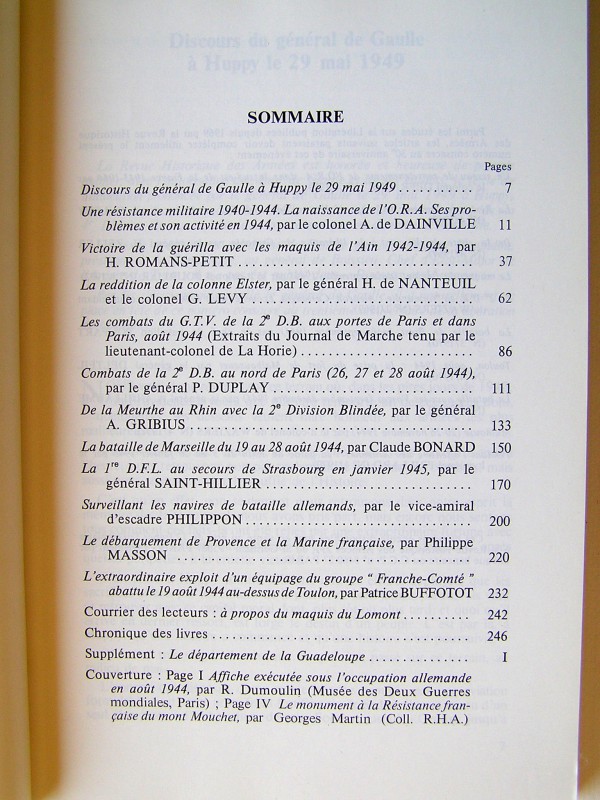 Discours du général de Gaulle
à Huppy le 29 mai 1949
SOMMAIRE
Pages
Discours du général de Gaulle à Huppy le 29 mai 1949 . . . . . . . . . . . 7
Une résistance militaire 1940-1944. La naissance de l'O.R.A. Ses pro-
blèmes et son activité en 1944, par le colonel A. de DAINVILLE 11
Victoire de la guérilla avec les maquis de l'Ain 1942-1944, par
H. ROMANS-PETIT . . . . . . . . . . . . . . . . . . . . . . . . . . . . 37
La reddition de la colonne Elster, par le général H. de NANTEUIL
et le colonel G. LEVY . . . . . . . . . . . . . . . . . . . . . . . . . . 62
Les combats du G.T.V. de la 2e D.B. aux portes de Paris et dans
Paris, août 1944 (Extraits du Journal de Marche tenu par le
lieutenant-colonel de La Horie) . . . . . . . . . . . . . . . . . . . . 86
Combats de la 2e D.B. au nord de Paris (26, 27 et 28 août 1944),
par le général P. DUPLAY . . . . . . . . . . . . . . . . . . . . . . . . 111
De la Meurthe au Rhin avec la 2e Division Blindée, par le général
A. GRIBIUS . . . . . . . . . . . . . . . . . . . . . . . . . . . . . . . . . 133
La bataille de Marseille du 19 au 28 août 1944, par Claude BONARD 150
La 1re D.F.L. au secours de Strasbourg en janvier 1945, par le
général SAINT-HILLIER . . . . . . . . . . . . . . . . . . . . . . . . 170
Surveillant les navires de bataille allemands, par le vice-amiral
d'escadre PHILIPPON . . . . . . . . . . . . . . . . . . . . . . . . . . 200
Le débarquement de Provence et la Marine française, par Philippe
MASSON . . . . . . . . . . . . . . . . . . . . . . . . . . . . . . . . . . 220
L'extraordinaire exploit d'un équipage du groupe “ Franche-Comté ”
abattu le 19 août 1944 au-dessus de Toulon, par Patrice BUFFOTOT 232
Courrier des lecteurs : à propos du maquis du Lomont . . . . . . . . . . 242
Chronique des livres . . . . . . . . . . . . . . . . . . . . . . . . . . . . . . 246
Supplément : Le département de la Guadeloupe . . . . . . . . . . . . . . I
Couverture : Page I Affiche exécutée sous l'occupation allemande
en août 1944, par R. Dumoulin (Musée des Deux Guerres
mondiales, Paris) ; Page IV Le monument à la Résistance fran-
çaise du mont Mouchet, par Georges Martin (Coll. R.H.A.)